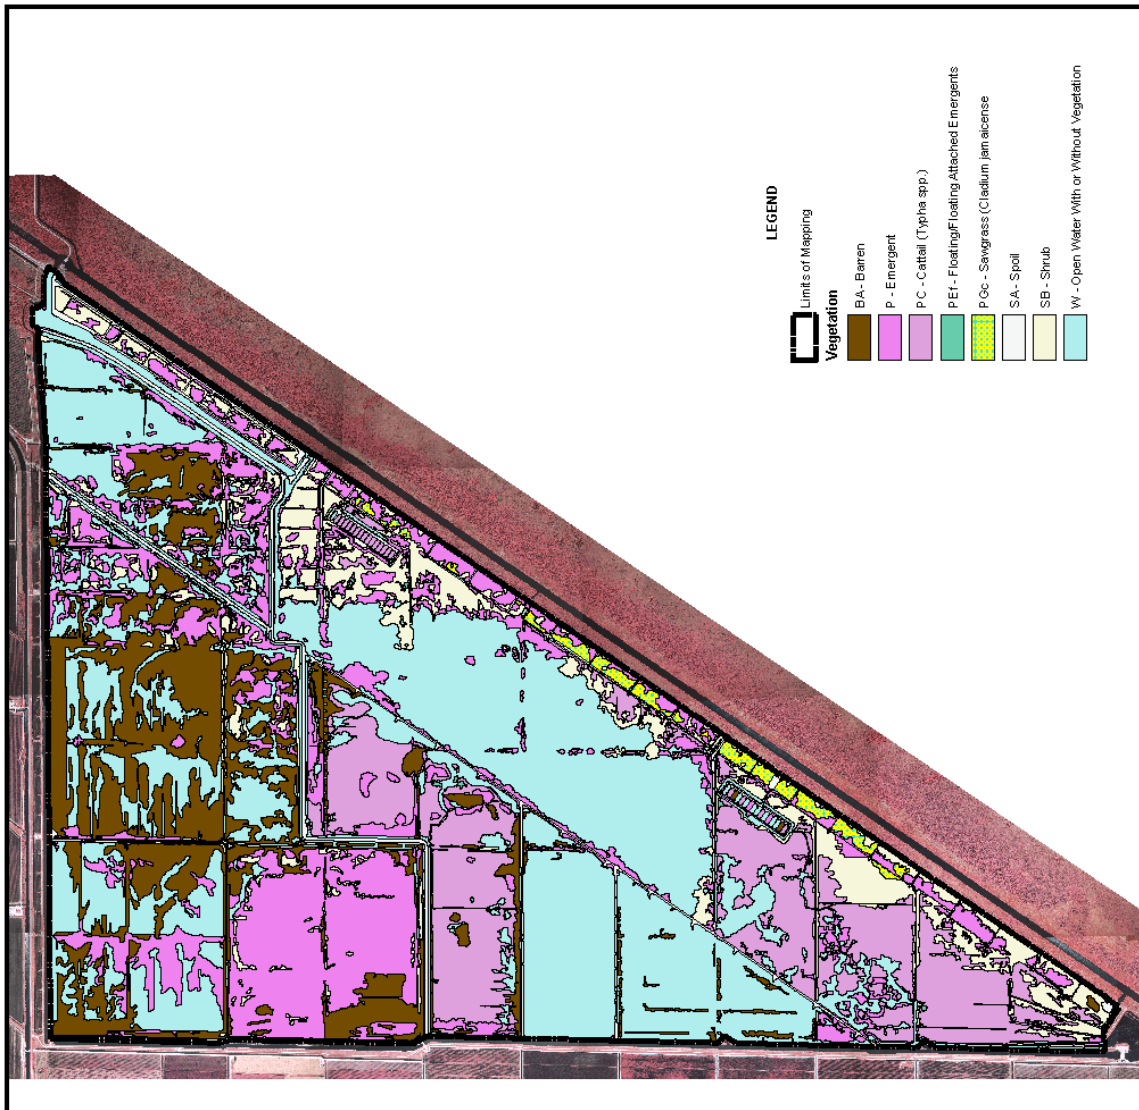 LEGEND
Limits of Mapping
Vegetation
BA - Barren
P - Emergent
PC - Cattail (Typha spp.)
PEf - Floating/Floating Attached Emergents
PGc - Sawgrass (Cladium jamaicense
SA - Spoil
SB - Shrub
W - Open Water With or Without Vegetation